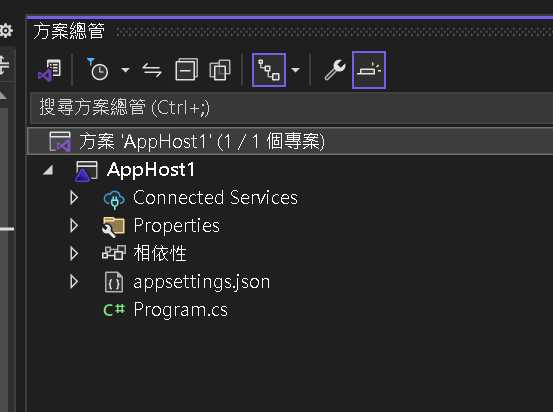 方案總管
搜尋方案總管 (Ctrl+;)
方案 'AppHost1' (1 / 1 個專案)
AppHost1
Connected Services
Properties
相依性
appsettings.json
C# Program.cs